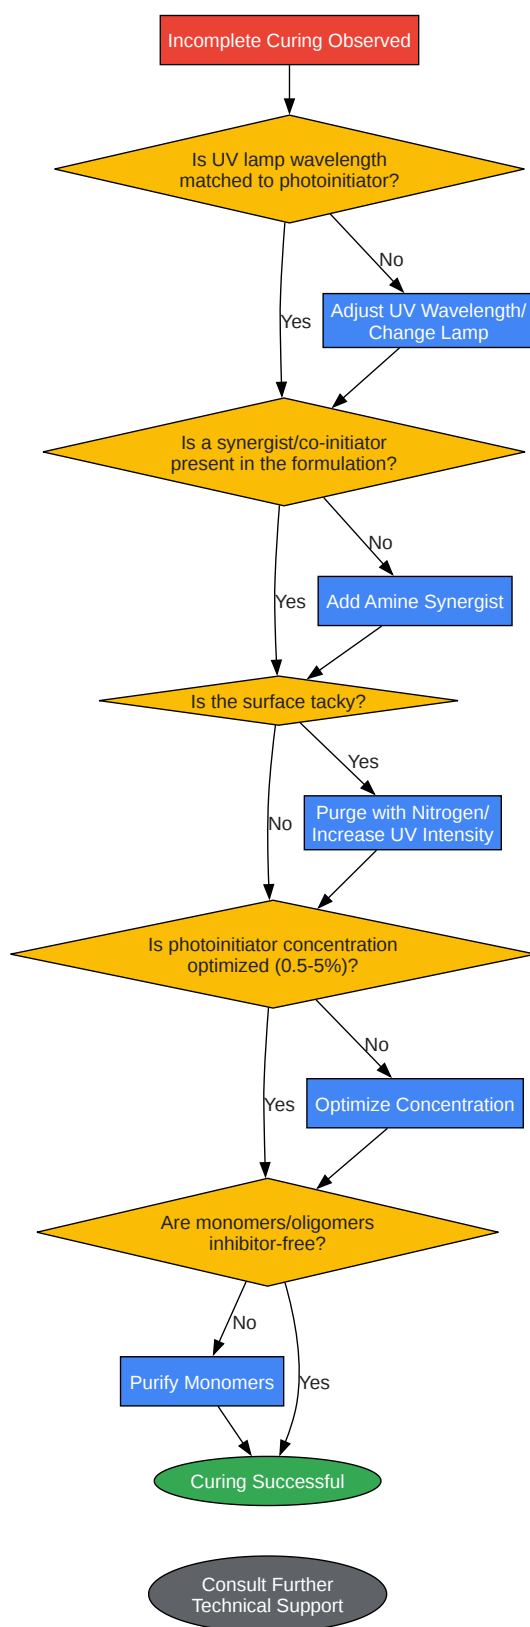 Incomplete Curing Observed
Is UV lamp wavelength
matched to photoinitiator?
No
Yes
Adjust UV Wavelength/
Change Lamp
Is a synergist/co-initiator
present in the formulation?
No
Yes
Add Amine Synergist
Is the surface tacky?
Yes
No
Purge with Nitrogen/
Increase UV Intensity
Is photoinitiator concentration
optimized (0.5-5%)?
No
Yes
Optimize Concentration
Are monomers/oligomers
inhibitor-free?
No
Yes
Purify Monomers
Curing Successful
Consult Further
Technical Support